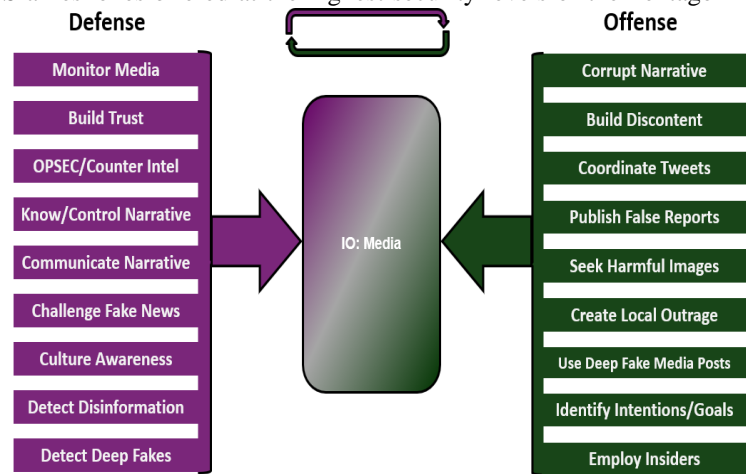 Defense
Offense
Monitor Media
Build Trust
OPSEC/Counter Intel
Know/Control Narrative
Communicate Narrative
Challenge Fake News
Culture Awareness
Detect Disinformation
Detect Deep Fakes
IO: Media
Corrupt Narrative
Build Discontent
Coordinate Tweets
Publish False Reports
Seek Harmful Images
Create Local Outrage
Use Deep Fake Media Posts
Identify Intentions/Goals
Employ Insiders